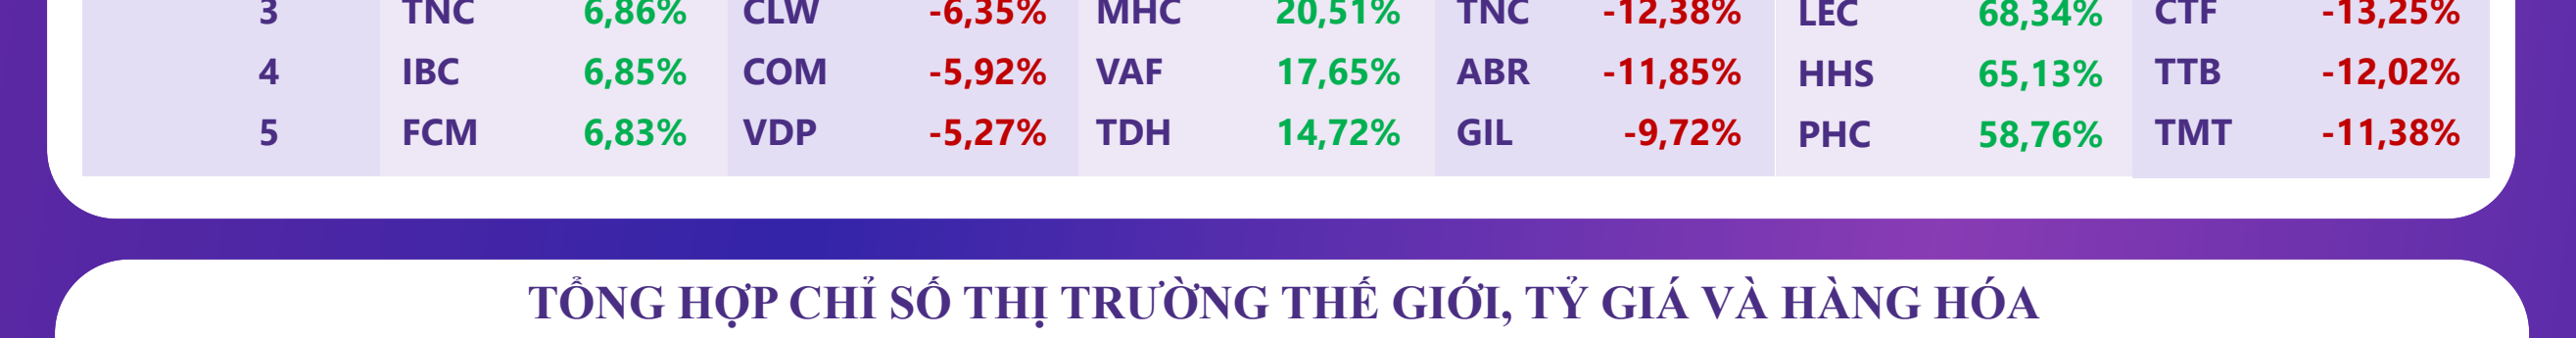 3 TNC 6,86% CLW -6,35% MHC 20,51% TNC -12,38% LEC 68,34% CTF -13,25%
4 IBC 6,85% COM -5,92% VAF 17,65% ABR -11,85% HHS 65,13% TTB -12,02%
5 FCM 6,83% VDP -5,27% TDH 14,72% GIL -9,72% PHC 58,76% TMT -11,38%
TỔNG HỢP CHỈ SỐ THỊ TRƯỜNG THẾ GIỚI, TỶ GIÁ VÀ HÀNG HÓA